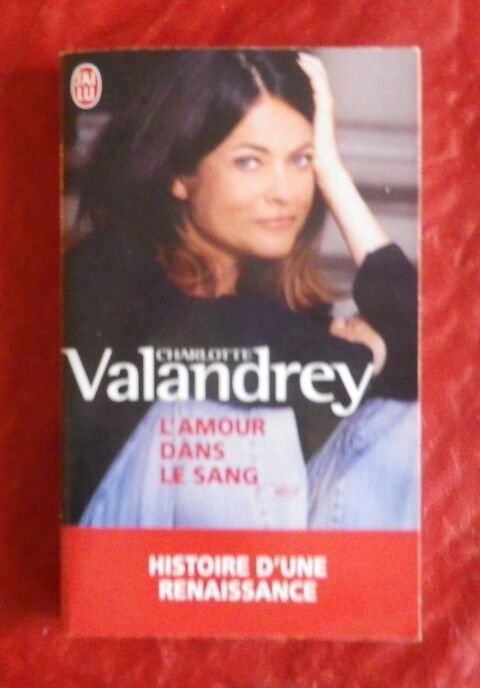 J'AI
LU
CHARLOTTE
Valandrey
L'AMOUR
DANS
LE SANG
HISTOIRE D'UNE
RENAISSANCE